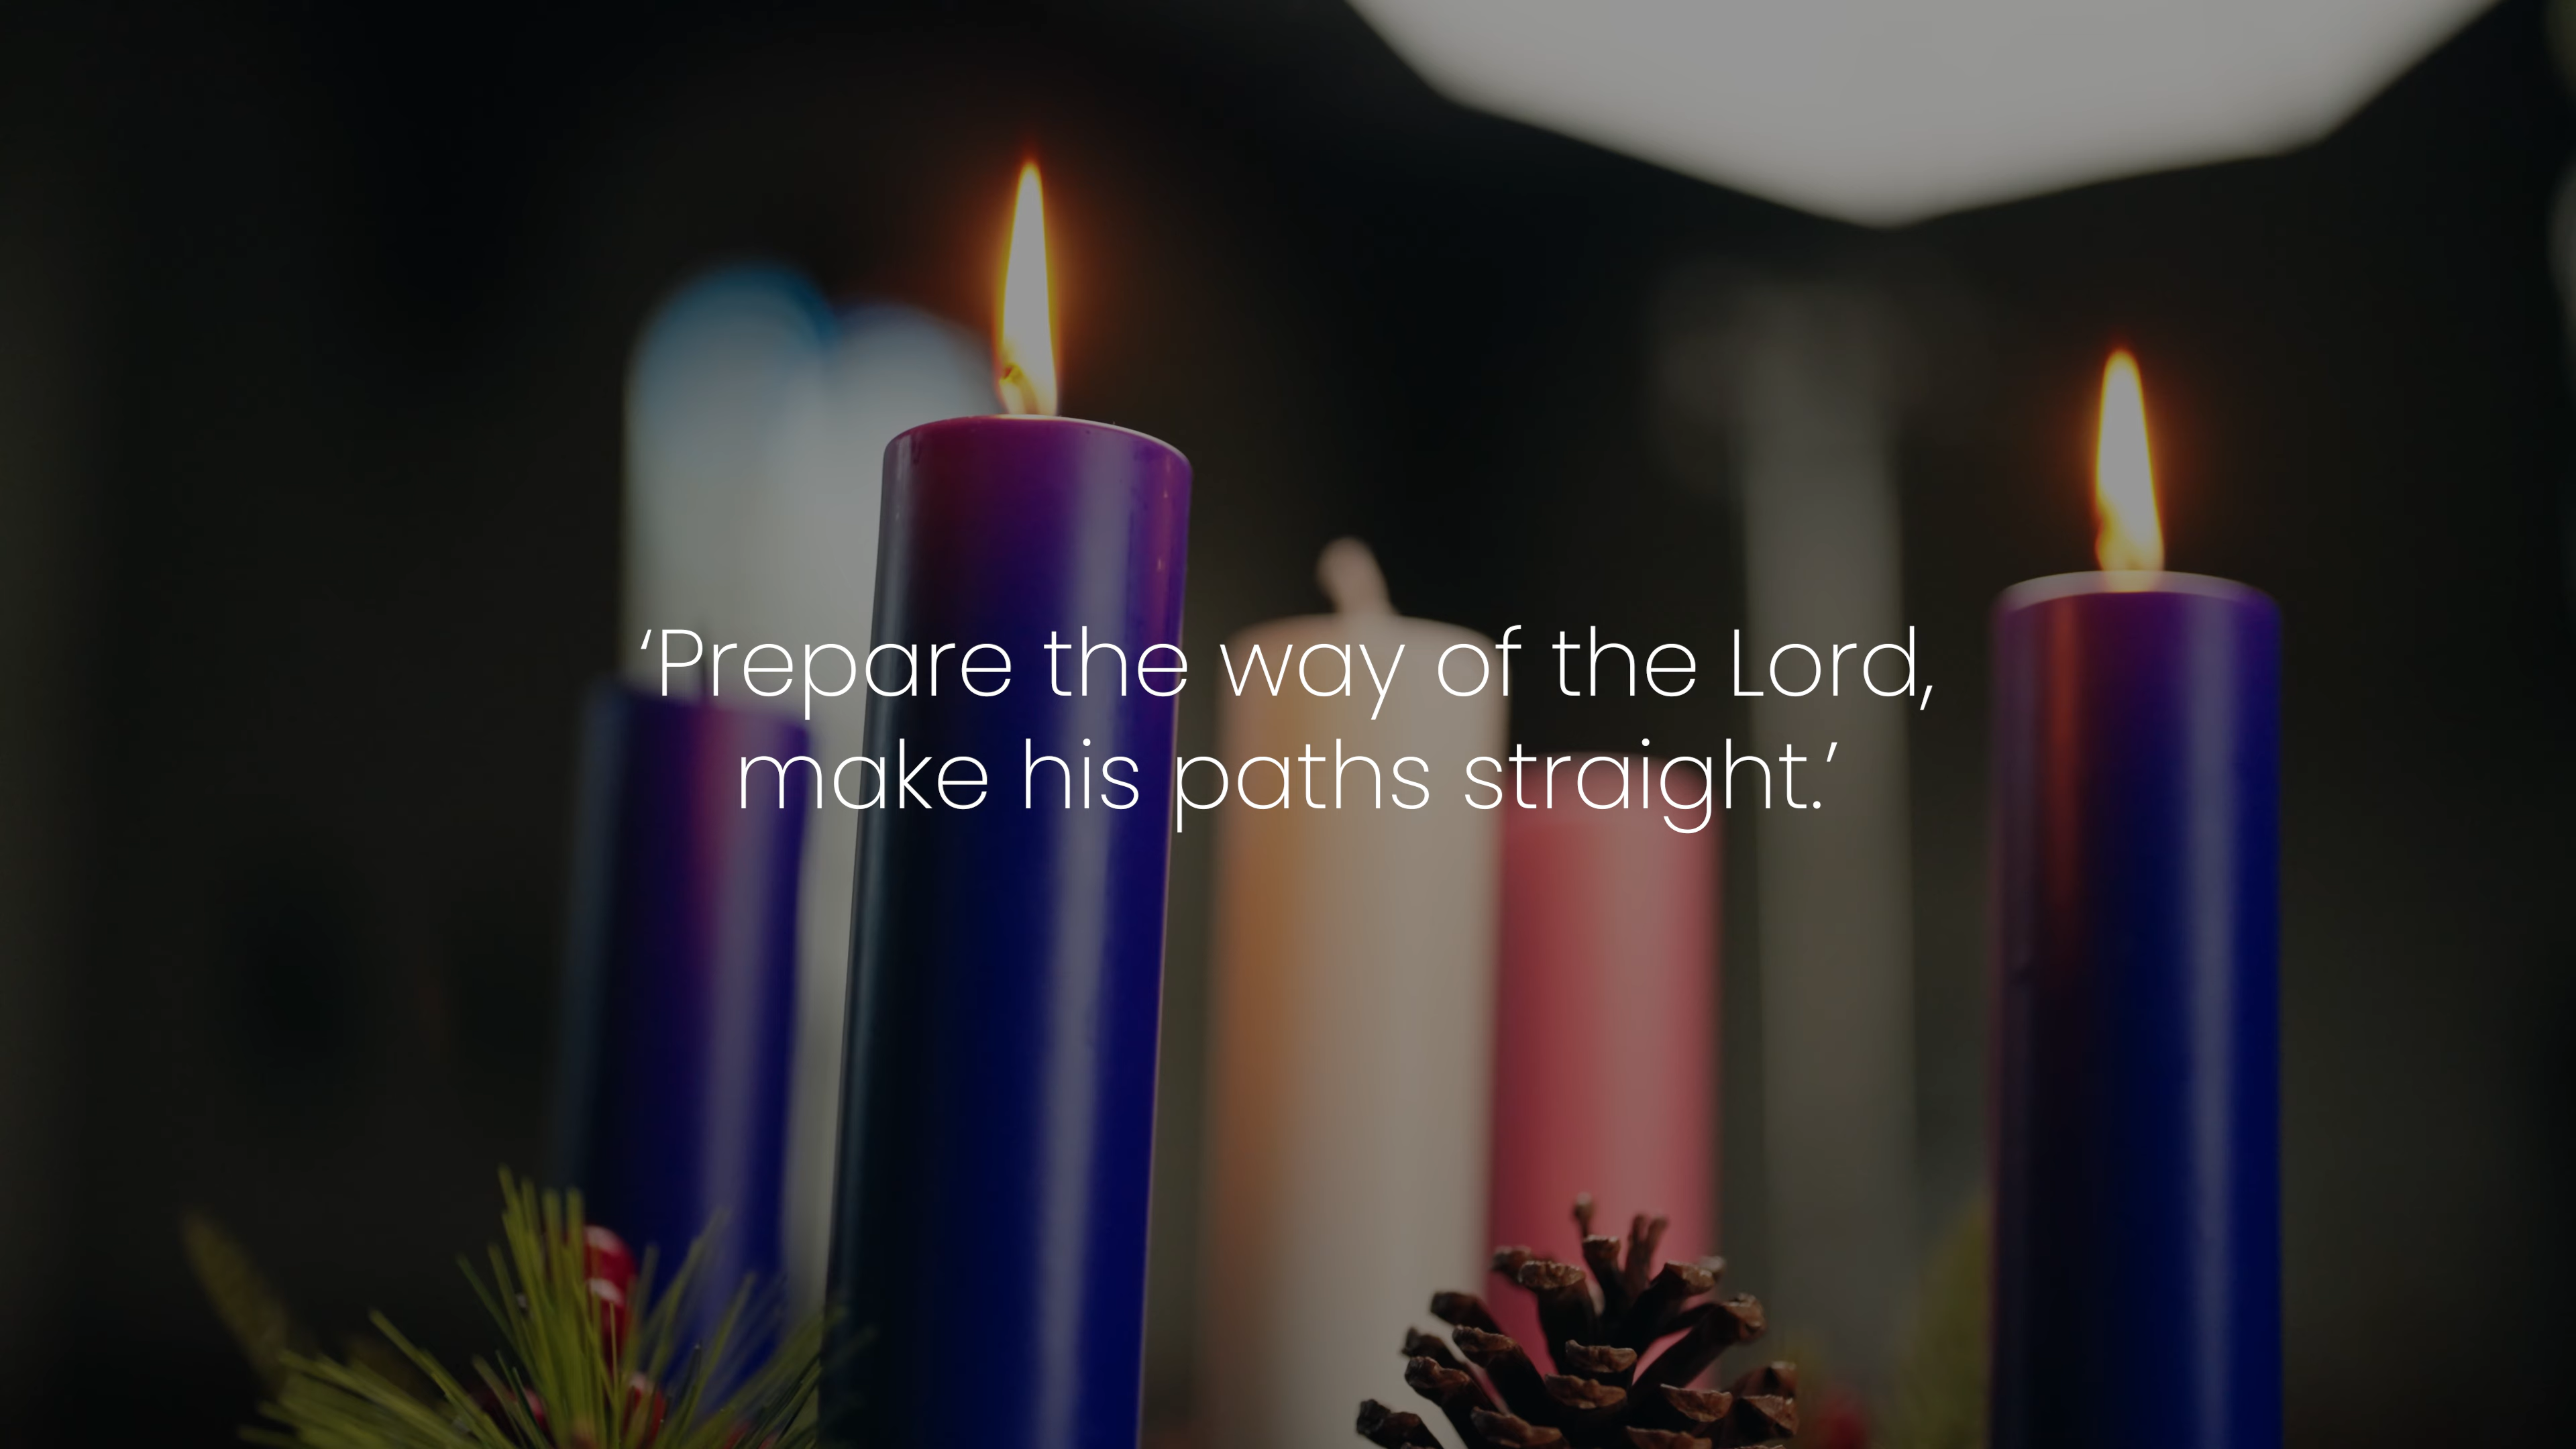 ‘Prepare the way of the Lord,
make his paths straight.’